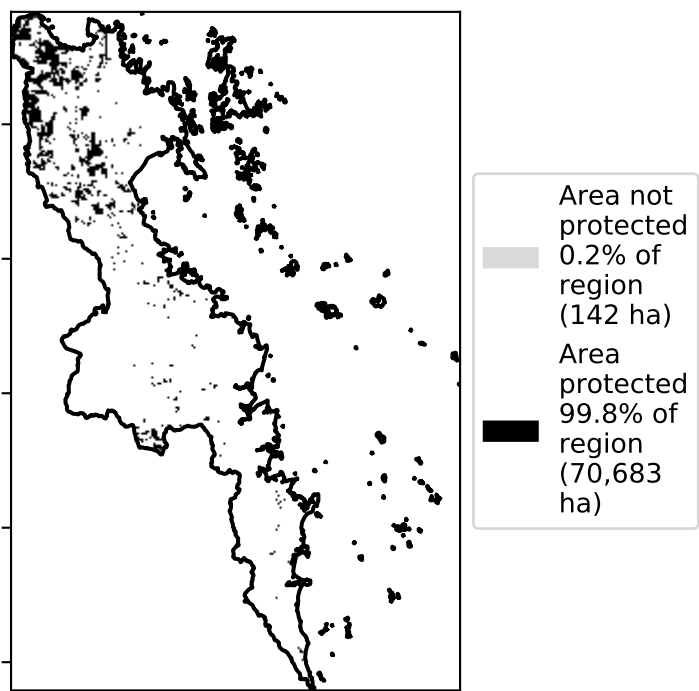 Area not
protected
0.2% of
region
(142 ha)
Area
protected
99.8% of
region
(70,683
ha)